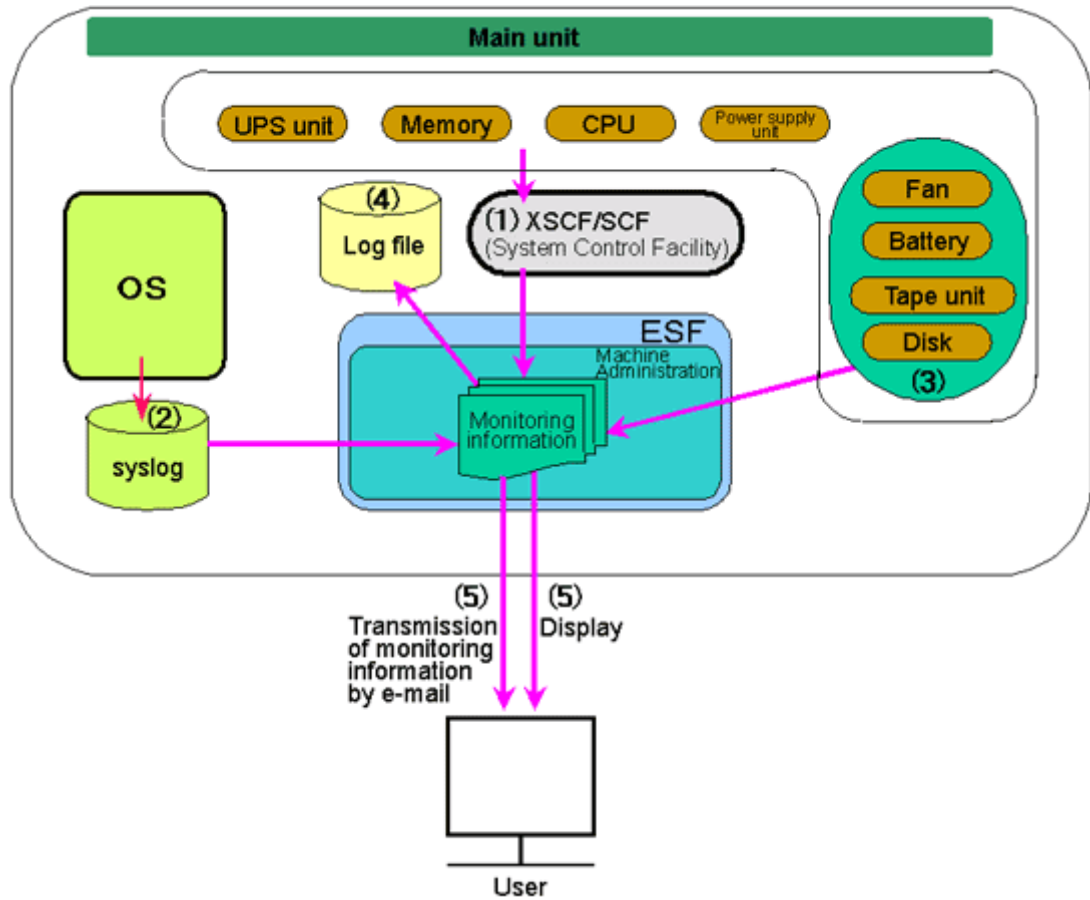 Main unit
UPS unit
Memory
CPU
Power supply
unit
Fan
Battery
Tape unit
Disk
(3)
(4)
Log file
(1) XSCF/SCF
(System Control Facility)
OS
(2)
syslog
ESF
Machine
Administration
Monitoring
information
(5)
Transmission
of monitoring
information
by e-mail
(5)
Display
User